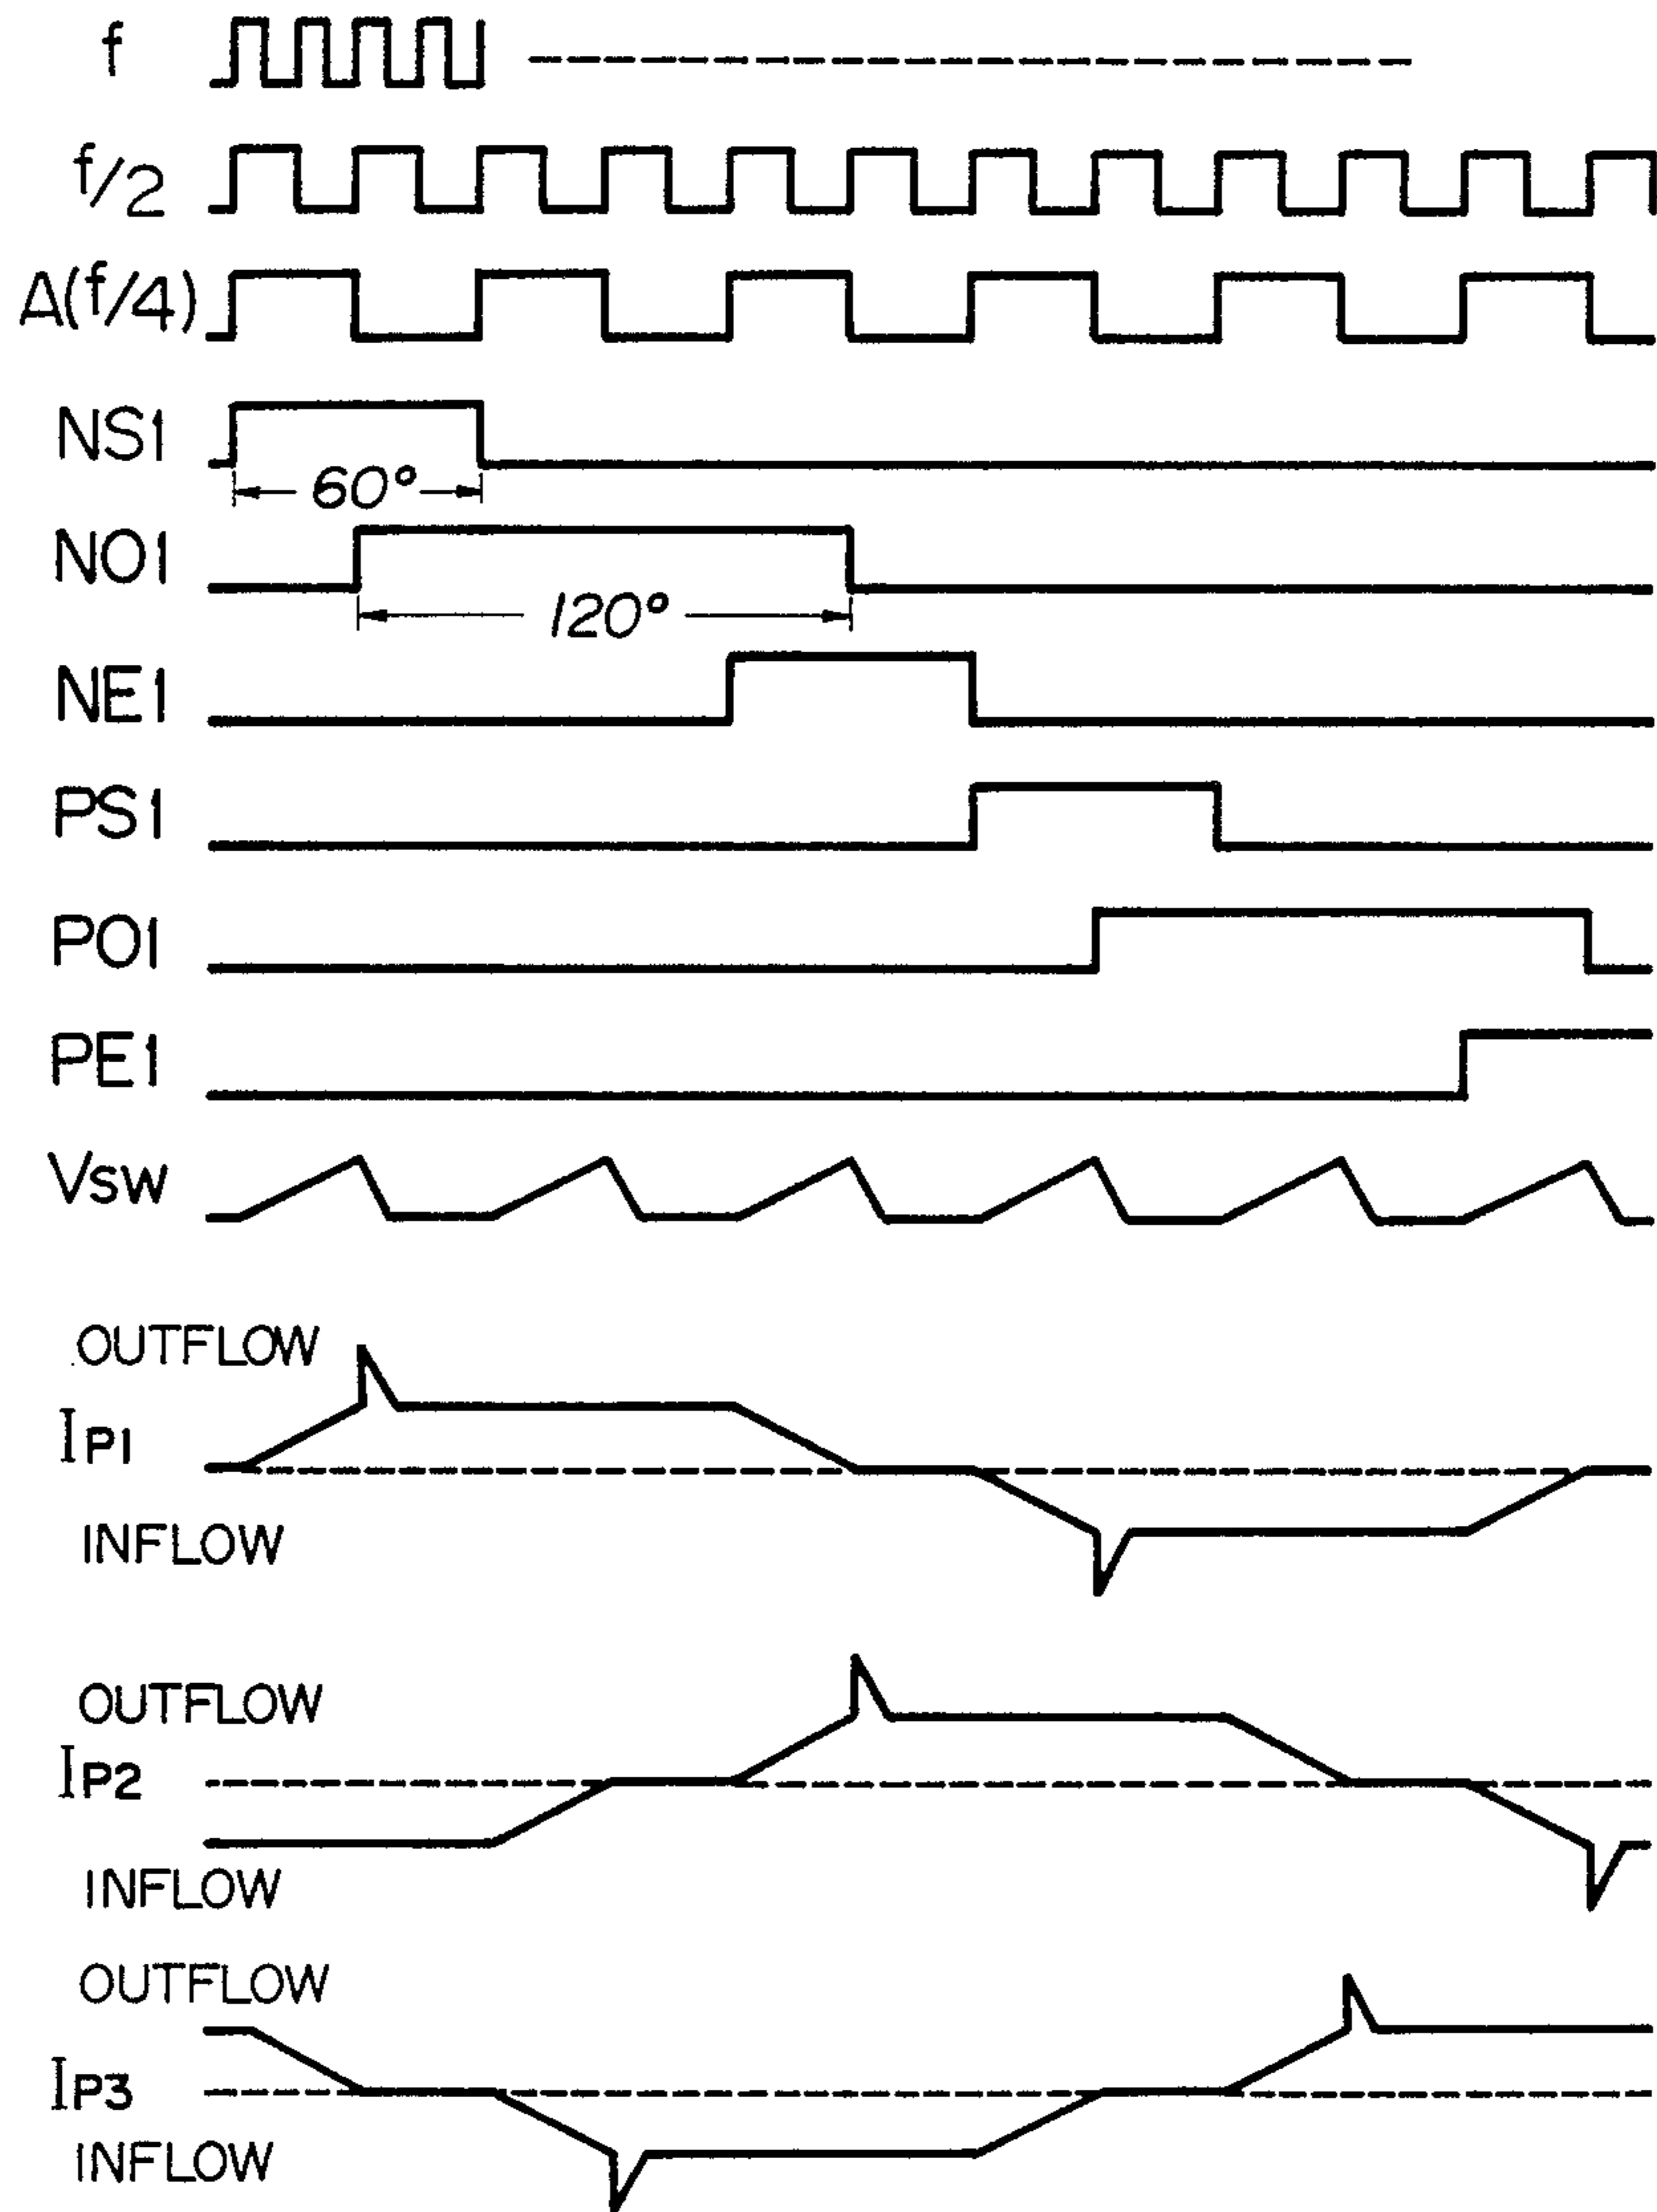 f
f/2
A(f/4)
NS1
60°
NO1
120°
NE1
PS1
PO1
PE1
VSW
OUTFLOW
IP1
INFLOW
OUTFLOW
IP2
INFLOW
OUTFLOW
IP3
INFLOW